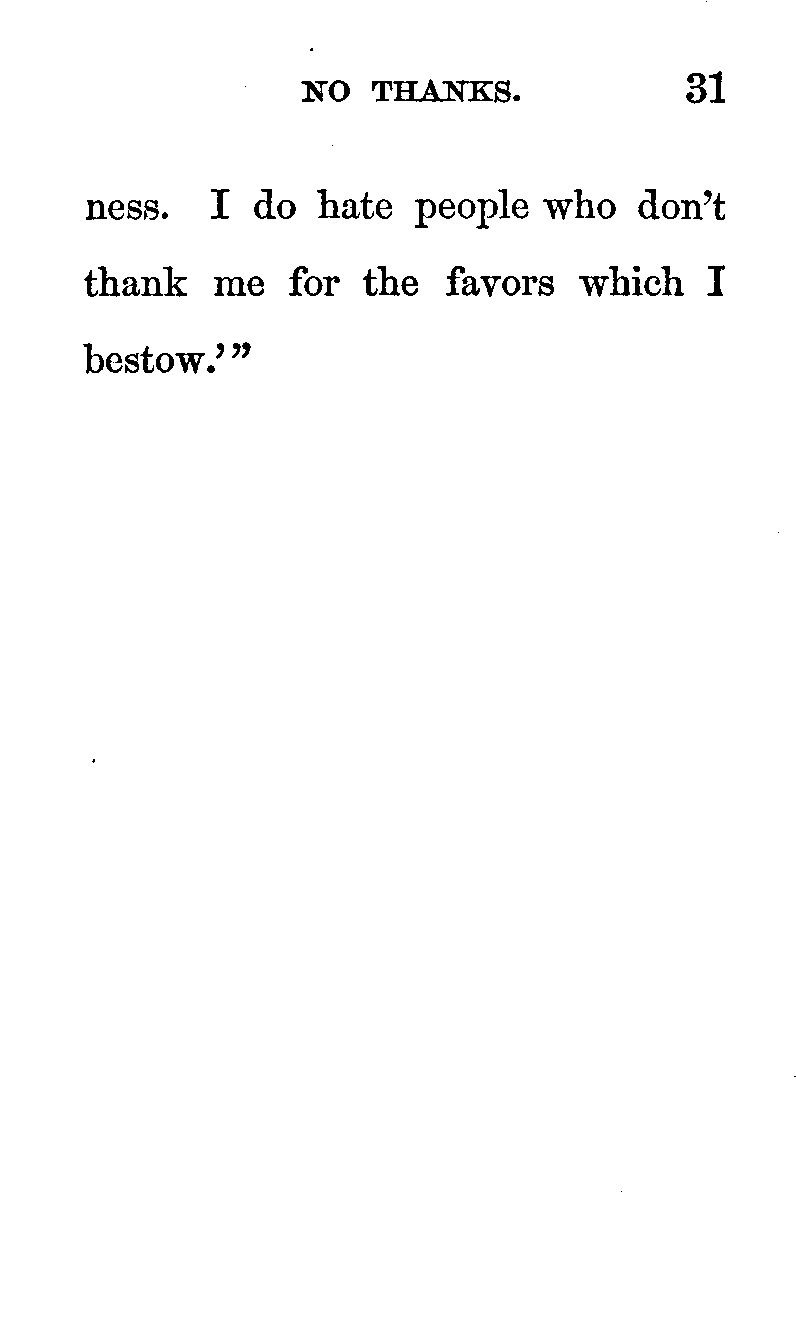 NO THANKS. 31
ness. I do hate people who don't
thank me for the favors which I
bestow.'”